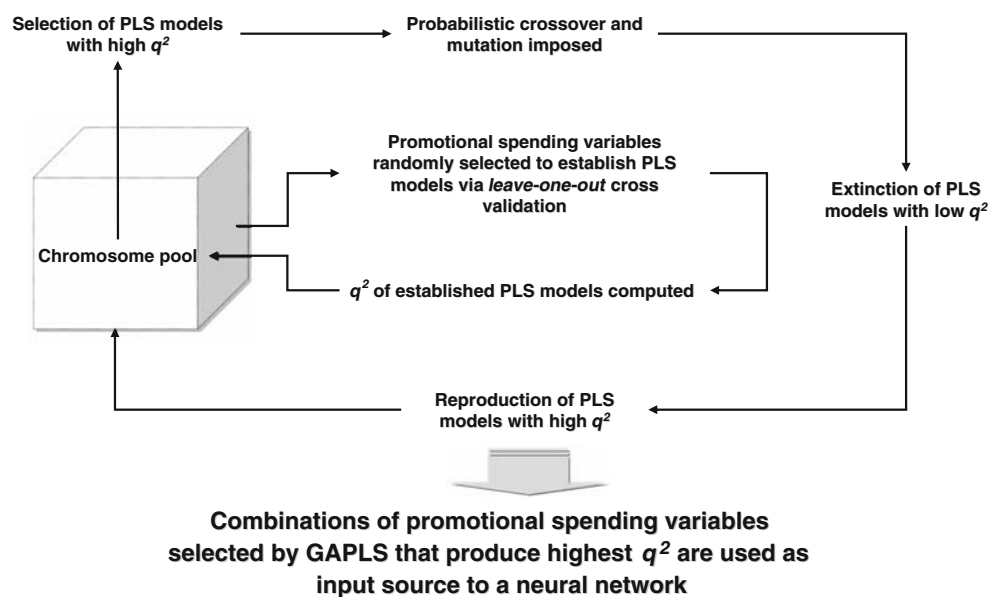 Selection of PLS models
with high q²
Probabilistic crossover and
mutation imposed
Promotional spending variables
randomly selected to establish PLS
models via leave-one-out cross
validation
Extinction of PLS
models with low q²
Chromosome pool
q² of established PLS models computed
Reproduction of PLS
models with high q²
Combinations of promotional spending variables
selected by GAPLS that produce highest q² are used as
input source to a neural network